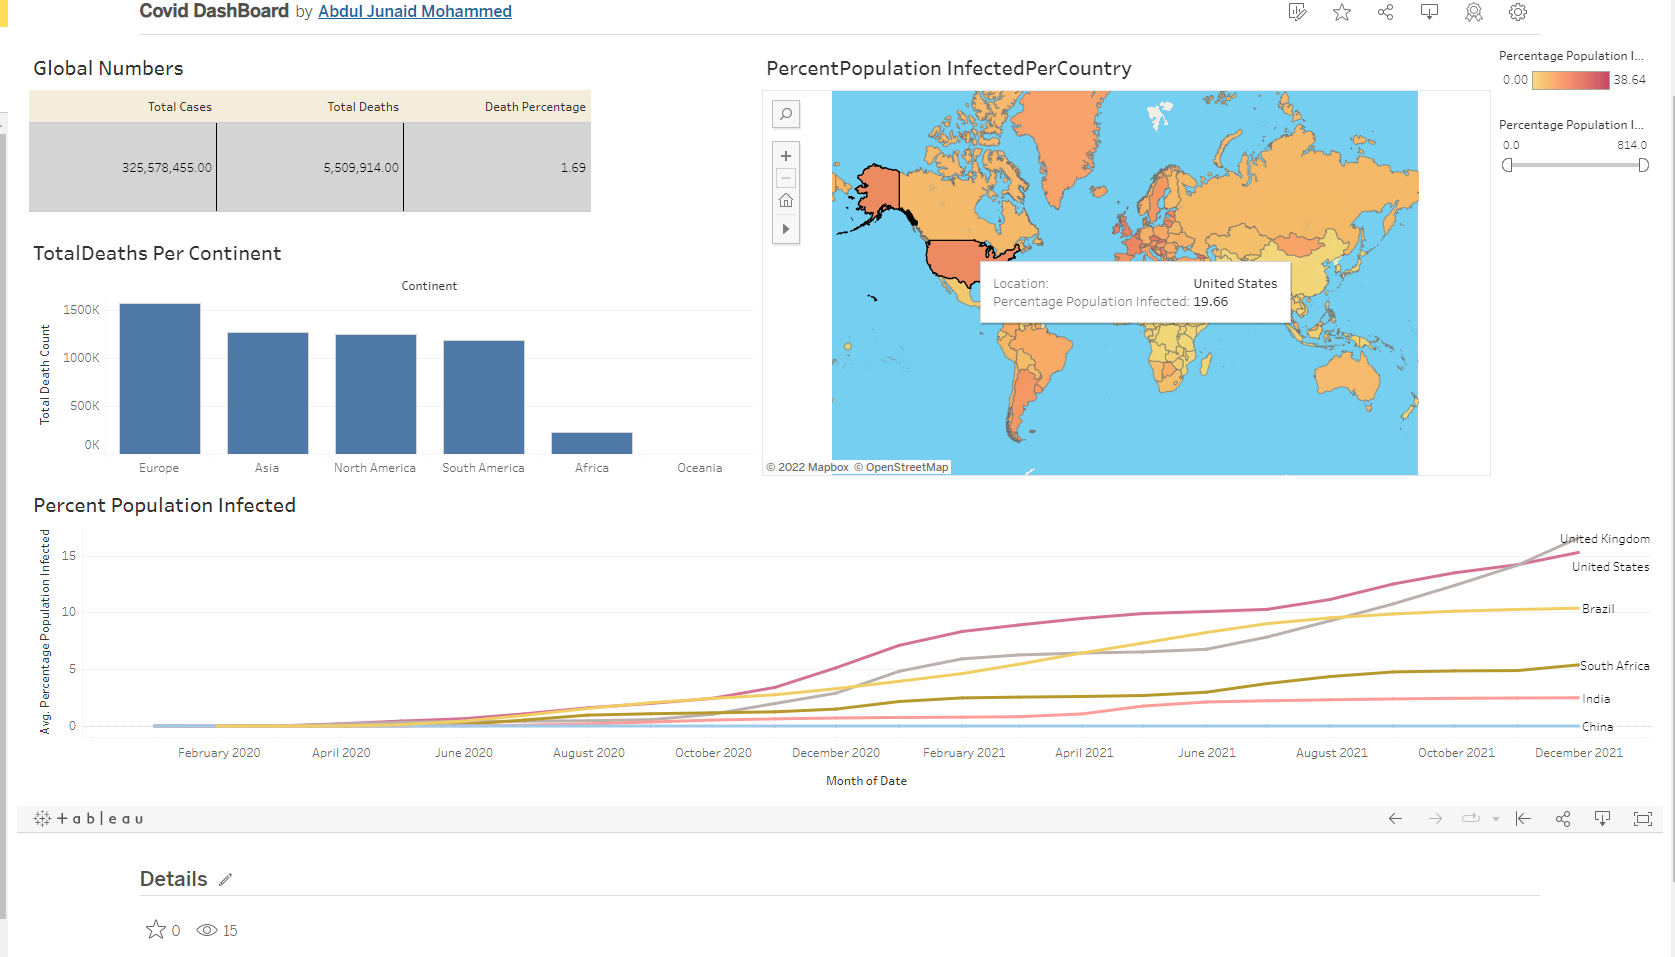 Covid DashBoard by Abdul Junaid Mohammed
Global Numbers
Total Cases Total Deaths Death Percentage
325,578,455.00 5,509,914.00 1.69
TotalDeaths Per Continent
Continent
Total Death Count
1500K
1000K
500K
0K
Europe Asia North America South America Africa Oceania
PercentPopulation InfectedPerCountry
Location: United States
Percentage Population Infected: 19.66
© 2022 Mapbox © OpenStreetMap
Percentage Population I...
0.00 38.64
Percentage Population I...
0.0 814.0
Percent Population Infected
Avg. Percentage Population Infected
15
10
5
0
United Kingdom
United States
Brazil
South Africa
India
China
February 2020 April 2020 June 2020 August 2020 October 2020 December 2020 February 2021 April 2021 June 2021 August 2021 October 2021 December 2021
Month of Date
+ableau
Details
0 15